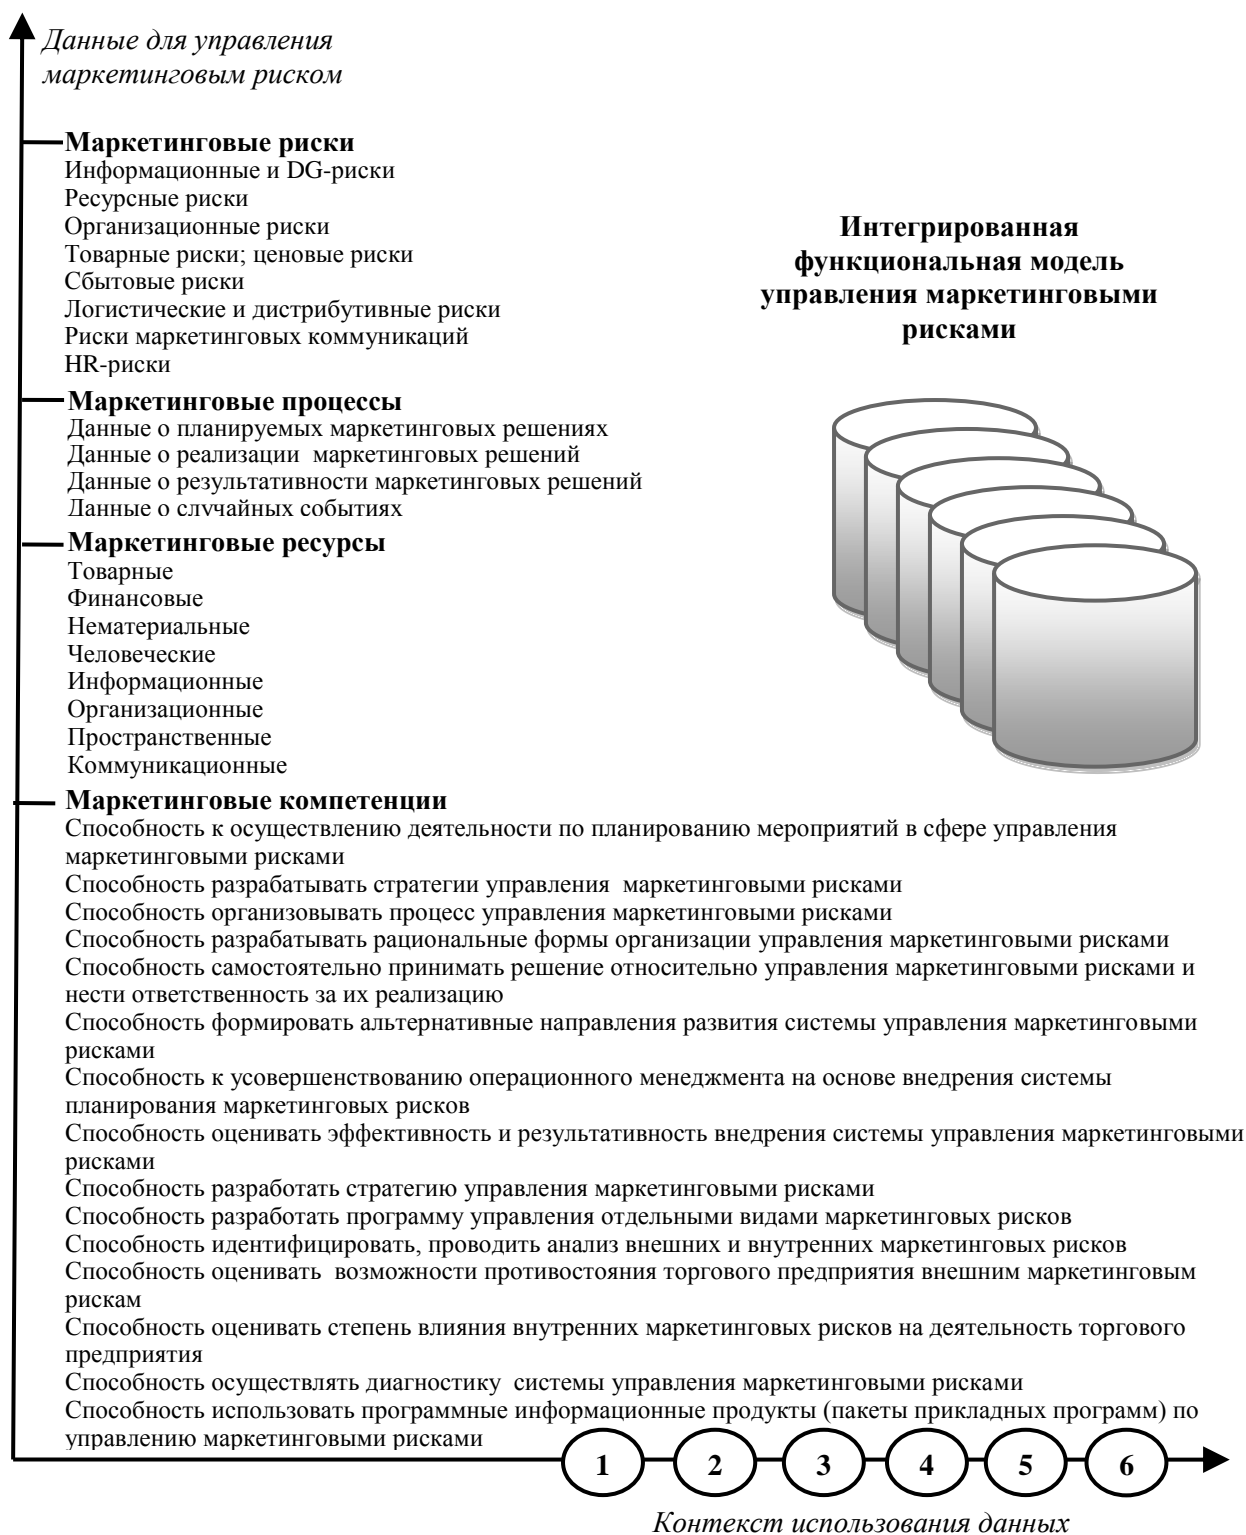 Данные для управления
маркетинговым риском
Маркетинговые риски
Информационные и DG-риски
Ресурсные риски
Организационные риски
Товарные риски; ценовые риски
Сбытовые риски
Логистические и дистрибутивные риски
Риски маркетинговых коммуникаций
HR-риски
Интегрированная
функциональная модель
управления маркетинговыми
рисками
Маркетинговые процессы
Данные о планируемых маркетинговых решениях
Данные о реализации маркетинговых решений
Данные о результативности маркетинговых решений
Данные о случайных событиях
Маркетинговые ресурсы
Товарные
Финансовые
Нематериальные
Человеческие
Информационные
Организационные
Пространственные
Коммуникационные
Маркетинговые компетенции
Способность к осуществлению деятельности по планированию мероприятий в сфере управления
маркетинговыми рисками
Способность разрабатывать стратегии управления маркетинговыми рисками
Способность организовывать процесс управления маркетинговыми рисками
Способность разрабатывать рациональные формы организации управления маркетинговыми рисками
Способность самостоятельно принимать решение относительно управления маркетинговыми рисками и
нести ответственность за их реализацию
Способность формировать альтернативные направления развития системы управления маркетинговыми
рисками
Способность к усовершенствованию операционного менеджмента на основе внедрения системы
планирования маркетинговых рисков
Способность оценивать эффективность и результативность внедрения системы управления маркетинговыми
рисками
Способность разработать стратегию управления маркетинговыми рисками
Способность разработать программу управления отдельными видами маркетинговых рисков
Способность идентифицировать, проводить анализ внешних и внутренних маркетинговых рисков
Способность оценивать возможности противостояния торгового предприятия внешним маркетинговым
рискам
Способность оценивать степень влияния внутренних маркетинговых рисков на деятельность торгового
предприятия
Способность осуществлять диагностику системы управления маркетинговыми рисками
Способность использовать программные информационные продукты (пакеты прикладных программ) по
управлению маркетинговыми рисками
1 2 3 4 5 6
Контекст использования данных